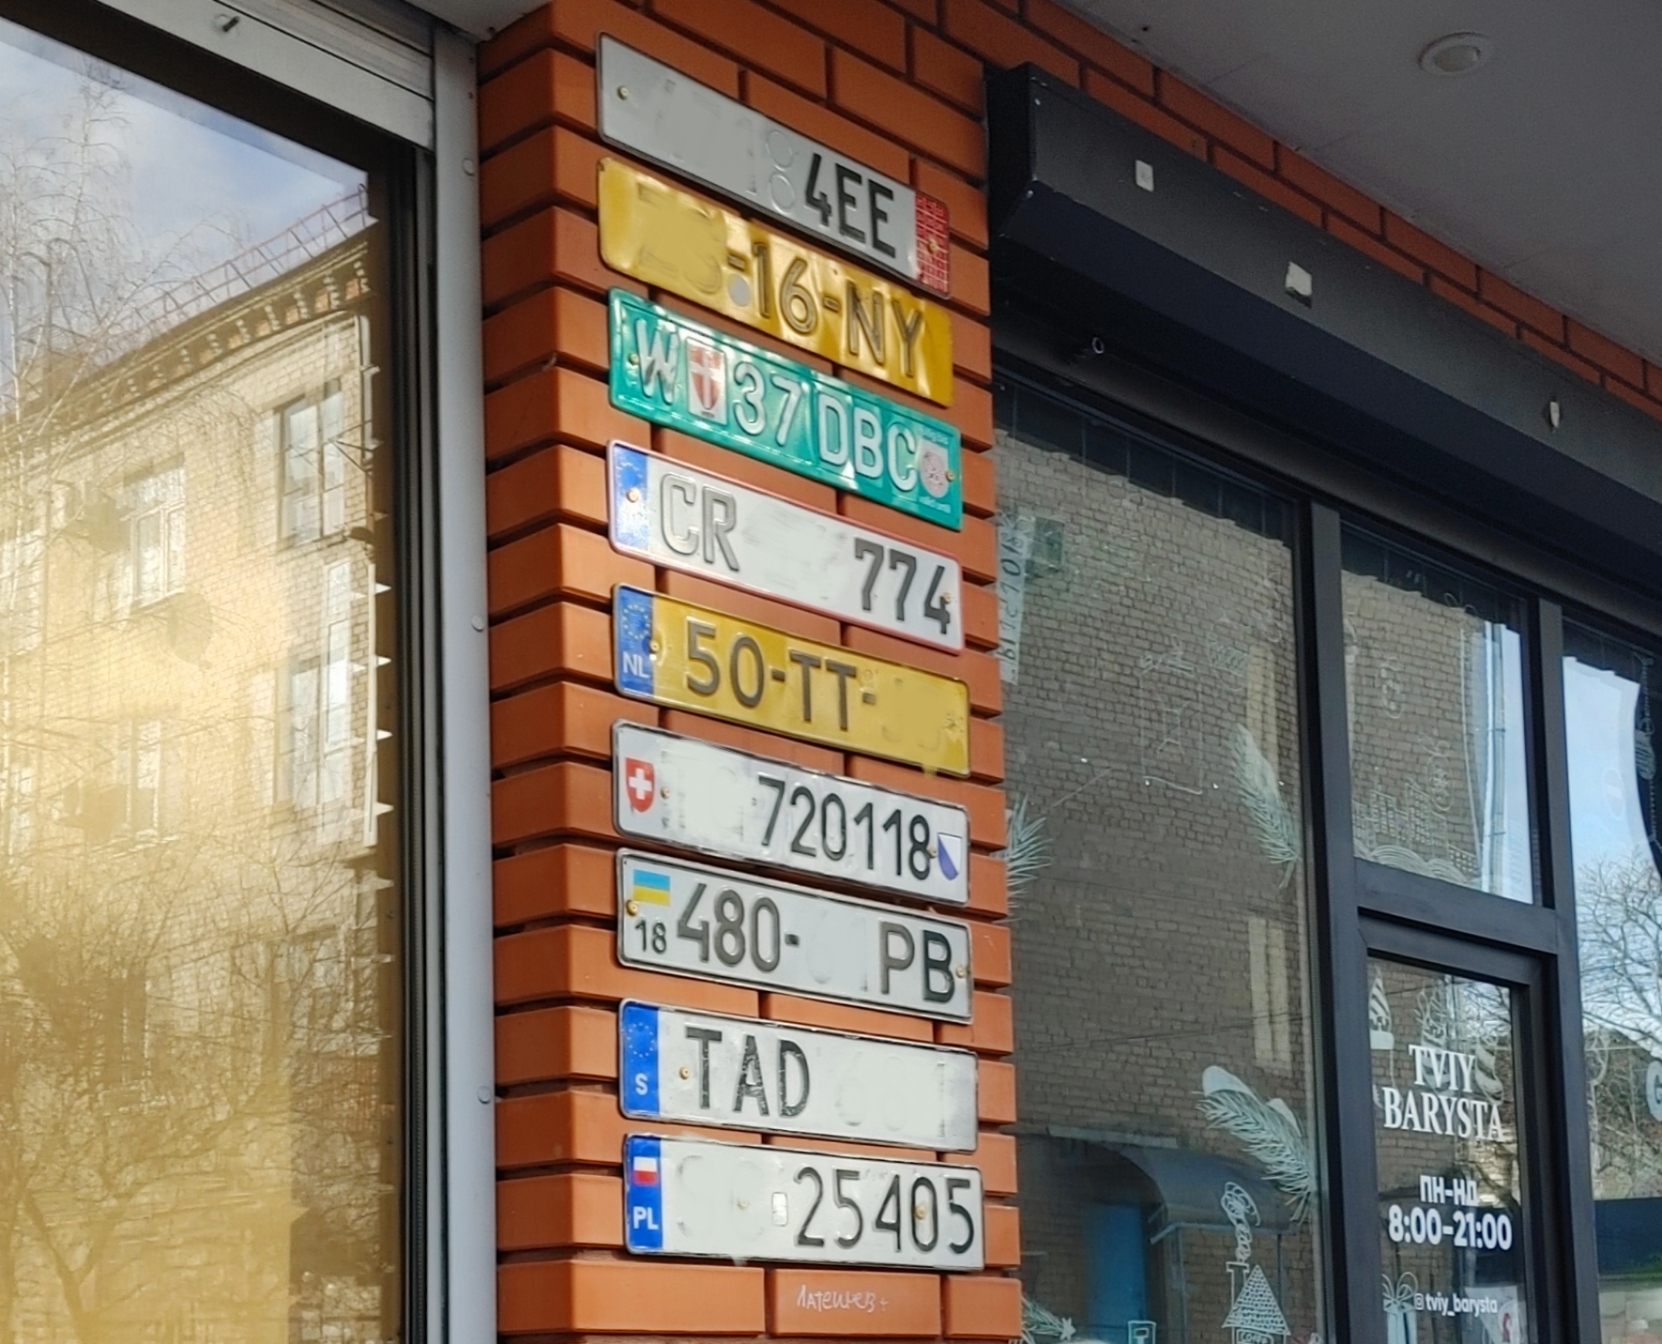 4EE
-16-NY
W 37 DBC
CR 774
NL 50-TT-
720118
18 480- PB
S TAD
PL 25405
TVIY
BARYSTA
ПН-НД
8:00-21:00
tviy_barysta